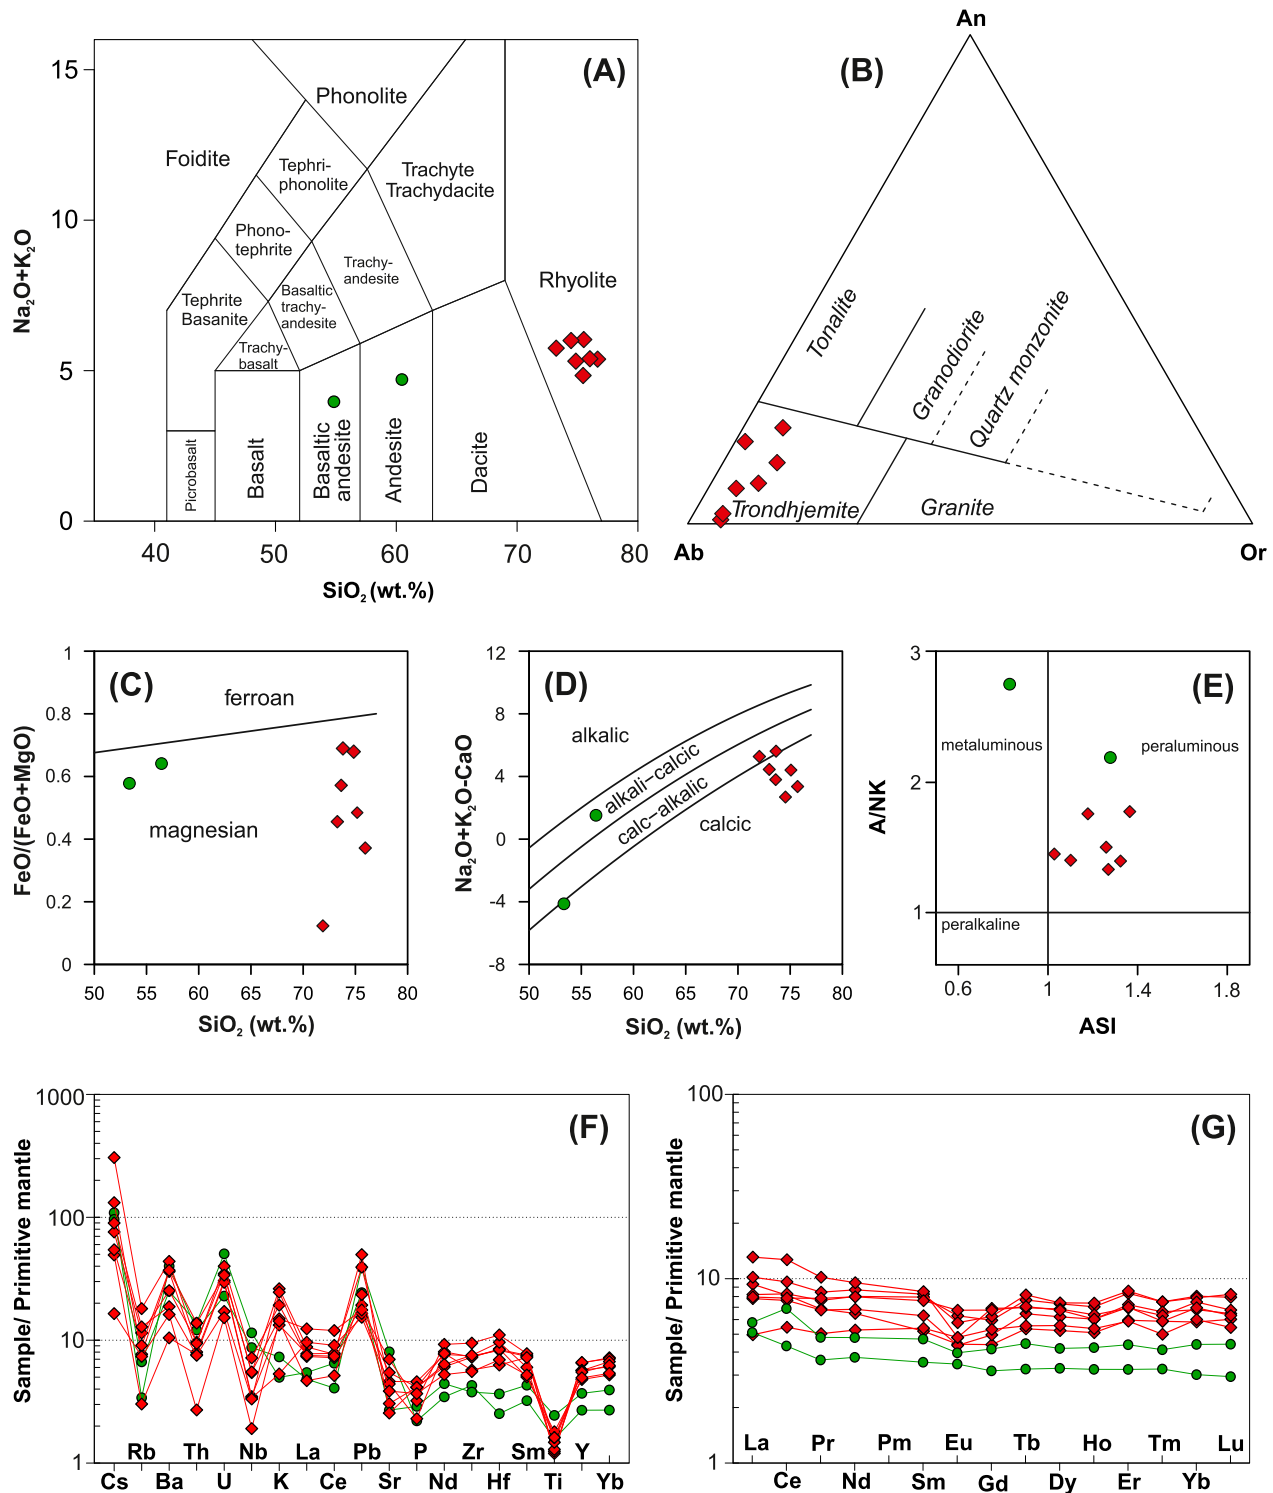 (A)
15
10
5
0
Na₂O+K₂O
Phonolite
Foidite
Tephri-
phonolite
Trachyte
Trachydacite
Phono-
tephrite
Trachy-
andesite
Rhyolite
Tephrite
Basanite
Basaltic
trachy-
andesite
Trachy-
basalt
Picrobasalt
Basalt
Basaltic
andesite
Andesite
Dacite
40
50
60
70
80
SiO₂ (wt.%)
An
(B)
Tonalite
Granodiorite
Quartz monzonite
Trondhjemite
Granite
Ab
Or
(C)
1
0.8
0.6
0.4
0.2
0
FeO/(FeO+MgO)
ferroan
magnesian
50
55
60
65
70
75
80
SiO₂ (wt.%)
(D)
12
8
4
0
-4
-8
Na₂O+K₂O-CaO
alkalic
alkali−calcic
calc−alkalic
calcic
50
55
60
65
70
75
80
SiO₂ (wt.%)
(E)
3
2
1
A/NK
metaluminous
peraluminous
peralkaline
0.6
1
1.4
1.8
ASI
(F)
1000
100
10
1
Sample/ Primitive mantle
Rb Th Nb La Pb P Zr Sm Y
Cs Ba U K Ce Sr Nd Hf Ti Yb
(G)
100
10
1
Sample/ Primitive mantle
La Pr Pm Eu Tb Ho Tm Lu
Ce Nd Sm Gd Dy Er Yb